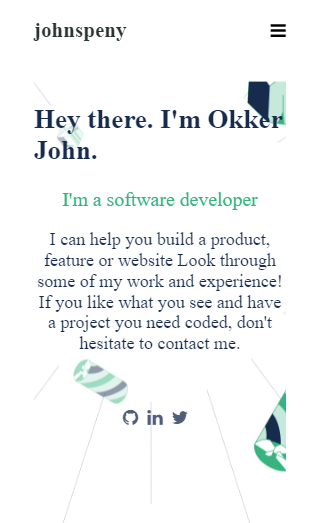 johnspeny
Hey there. I'm Okker
John.
I'm a software developer
I can help you build a product,
feature or website Look through
some of my work and experience!
If you like what you see and have
a project you need coded, don't
hesitate to contact me.